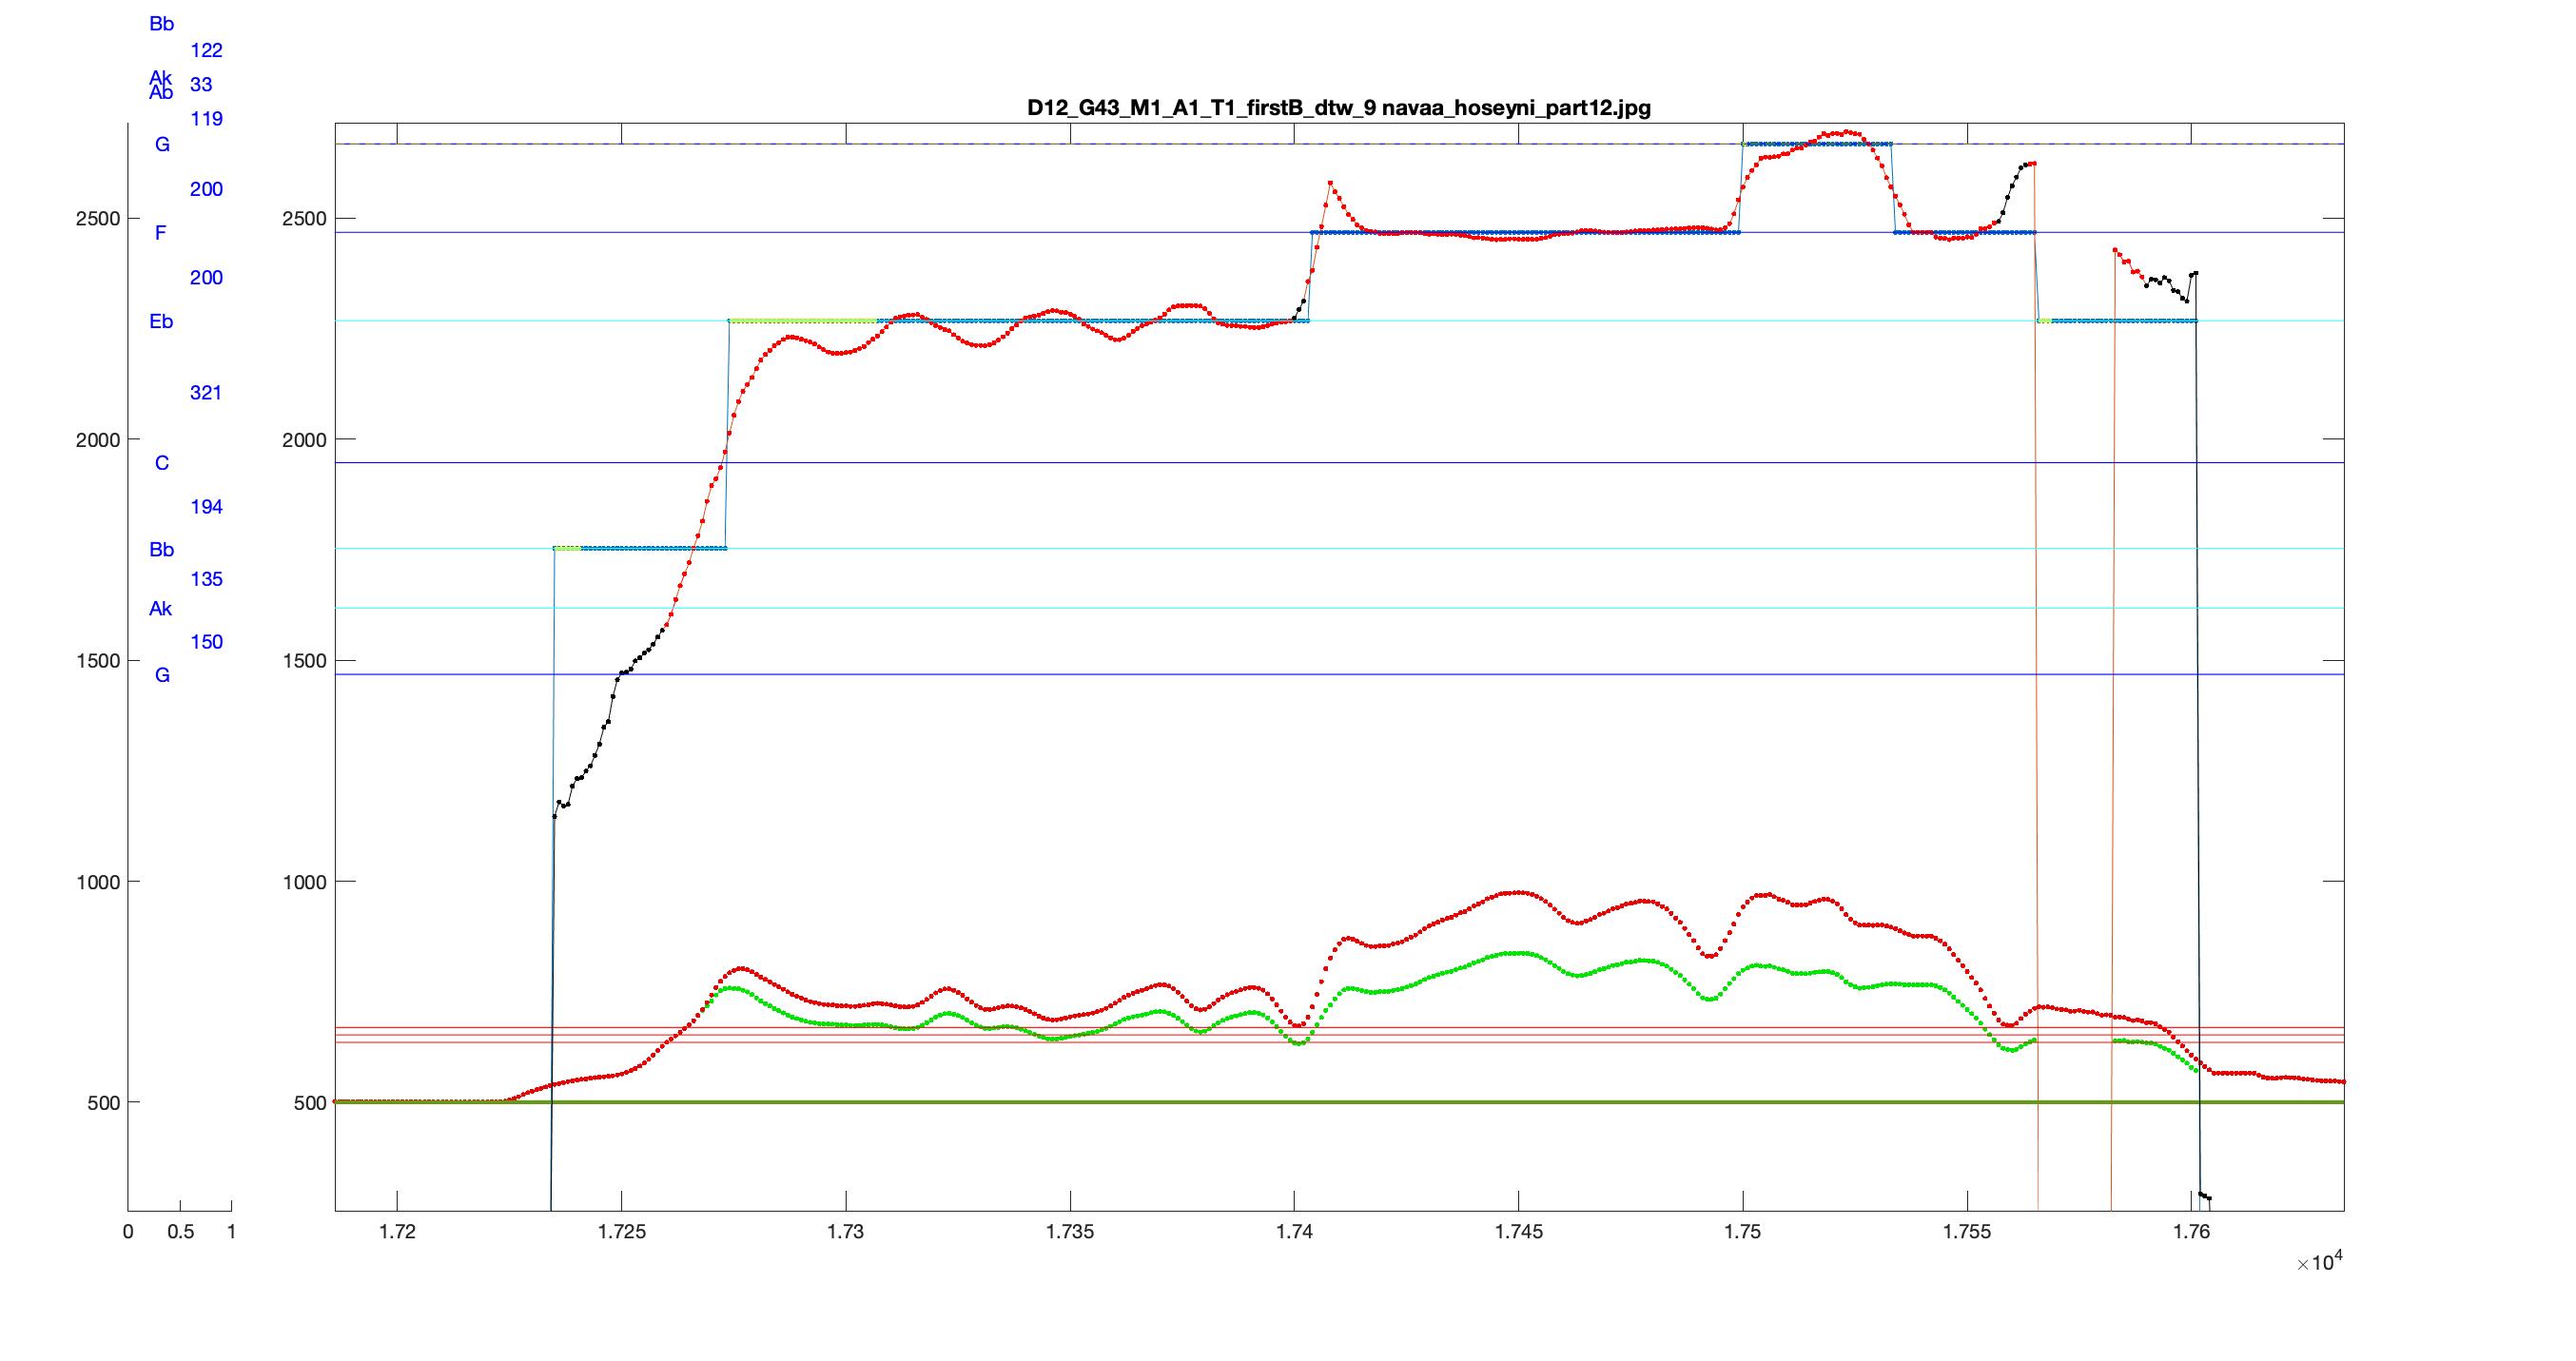 Bb
122
Ak 33
Ab
D12_G43_M1_A1_T1_firstB_dtw_9 navaa_hoseyni_part12.jpg
119
G
200
2500 2500
F
200
Eb
321
2000 2000
C
194
Bb
135
Ak
150
1500 1500
G
1000 1000
500 500
0 0.5 1 1.72 1.725 1.73 1.735 1.74 1.745 1.75 1.755 1.76
×10^4